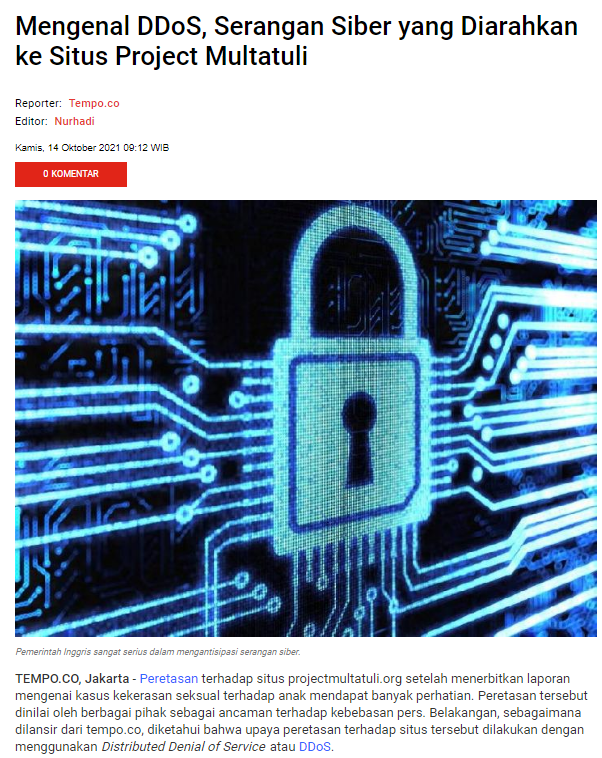 Mengenal DDoS, Serangan Siber yang Diarahkan
ke Situs Project Multatuli
Reporter: Tempo.co
Editor: Nurhadi
Kamis, 14 Oktober 2021 09:12 WIB
0 KOMENTAR
Pemerintah Inggris sangat serius dalam mengantisipasi serangan siber.
TEMPO.CO, Jakarta - Peretasan terhadap situs projectmultatuli.org setelah menerbitkan laporan
mengenai kasus kekerasan seksual terhadap anak mendapat banyak perhatian. Peretasan tersebut
dinilai oleh berbagai pihak sebagai ancaman terhadap kebebasan pers. Belakangan, sebagaimana
dilansir dari tempo.co, diketahui bahwa upaya peretasan terhadap situs tersebut dilakukan dengan
menggunakan Distributed Denial of Service atau DDoS.